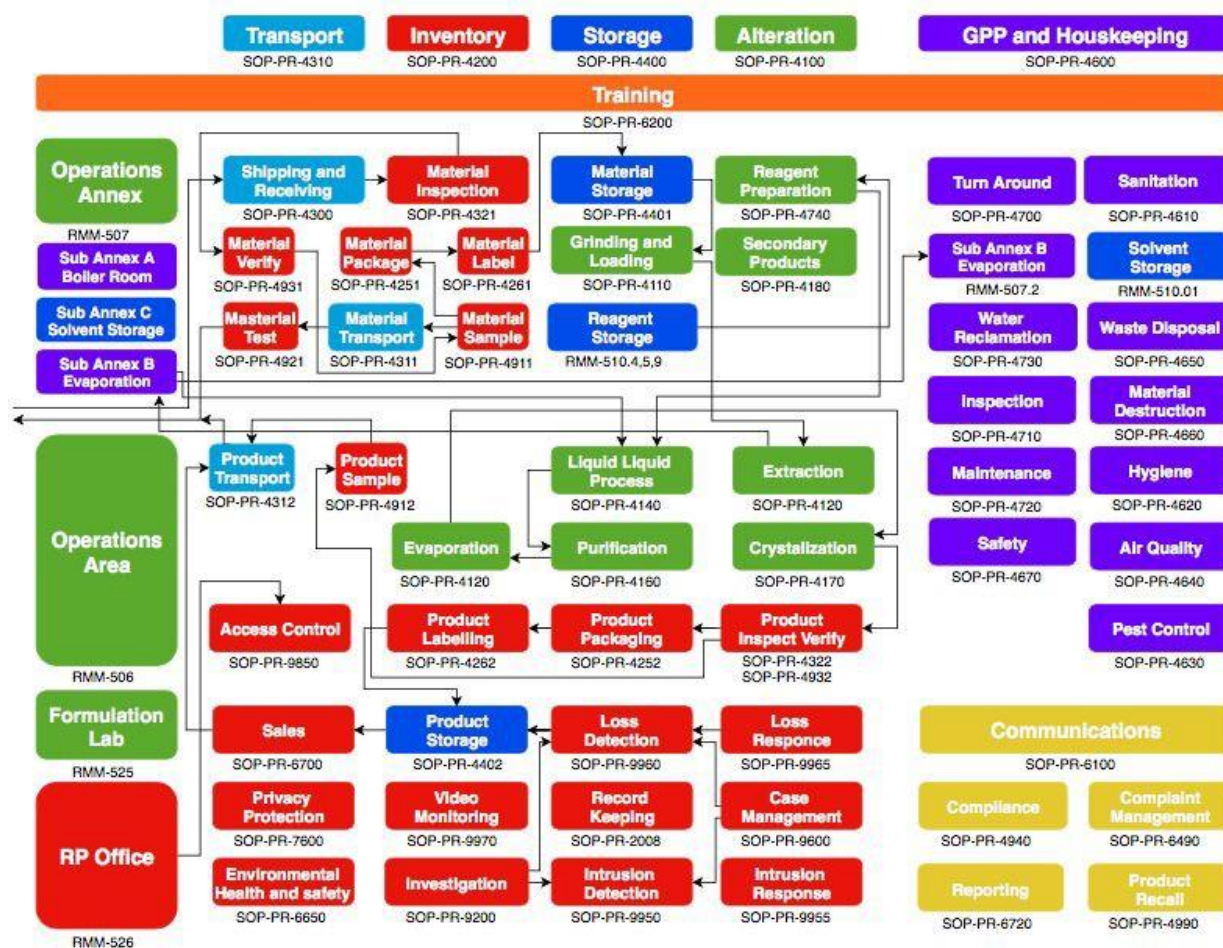 Transport
SOP-PR-4310
Inventory
SOP-PR-4200
Storage
SOP-PR-4400
Alteration
SOP-PR-4100
GPP and Houskeeping
SOP-PR-4600
Training
SOP-PR-6200
Operations
Annex
RMM-507
Sub Annex A
Boiler Room
Sub Annex C
Solvent Storage
Sub Annex B
Evaporation
Shipping and
Receiving
SOP-PR-4300
Material
Inspection
SOP-PR-4321
Material
Storage
SOP-PR-4401
Reagent
Preparation
SOP-PR-4740
Material
Verify
SOP-PR-4931
Material
Package
SOP-PR-4251
Material
Label
SOP-PR-4261
Grinding and
Loading
SOP-PR-4110
Secondary
Products
SOP-PR-4180
Masterial
Test
SOP-PR-4921
Material
Transport
SOP-PR-4311
Material
Sample
SOP-PR-4911
Reagent
Storage
RMM-510.4,5,9
Turn Around
SOP-PR-4700
Sanitation
SOP-PR-4610
Sub Annex B
Evaporation
RMM-507.2
Solvent
Storage
RMM-510.01
Water
Reclamation
SOP-PR-4730
Waste Disposal
SOP-PR-4650
Inspection
SOP-PR-4710
Material
Destruction
SOP-PR-4660
Maintenance
SOP-PR-4720
Hygiene
SOP-PR-4620
Safety
SOP-PR-4670
Air Quality
SOP-PR-4640
Pest Control
SOP-PR-4630
Operations
Area
RMM-506
Product
Transport
SOP-PR-4312
Product
Sample
SOP-PR-4912
Liquid Liquid
Process
SOP-PR-4140
Extraction
SOP-PR-4120
Evaporation
SOP-PR-4120
Purification
SOP-PR-4160
Crystalization
SOP-PR-4170
Access Control
SOP-PR-9850
Product
Labelling
SOP-PR-4262
Product
Packaging
SOP-PR-4252
Product
Inspect Verify
SOP-PR-4322
SOP-PR-4932
Formulation
Lab
RMM-525
Sales
SOP-PR-6700
Product
Storage
SOP-PR-4402
Loss
Detection
SOP-PR-9960
Loss
Responce
SOP-PR-9965
RP Office
RMM-526
Privacy
Protection
SOP-PR-7600
Video
Monitoring
SOP-PR-9970
Record
Keeping
SOP-PR-2008
Case
Management
SOP-PR-9600
Environmental
Health and safety
SOP-PR-6650
Investigation
SOP-PR-9200
Intrusion
Detection
SOP-PR-9950
Intrusion
Response
SOP-PR-9955
Communications
SOP-PR-6100
Compliance
SOP-PR-4940
Complaint
Management
SOP-PR-6490
Reporting
SOP-PR-6720
Product
Recall
SOP-PR-4990